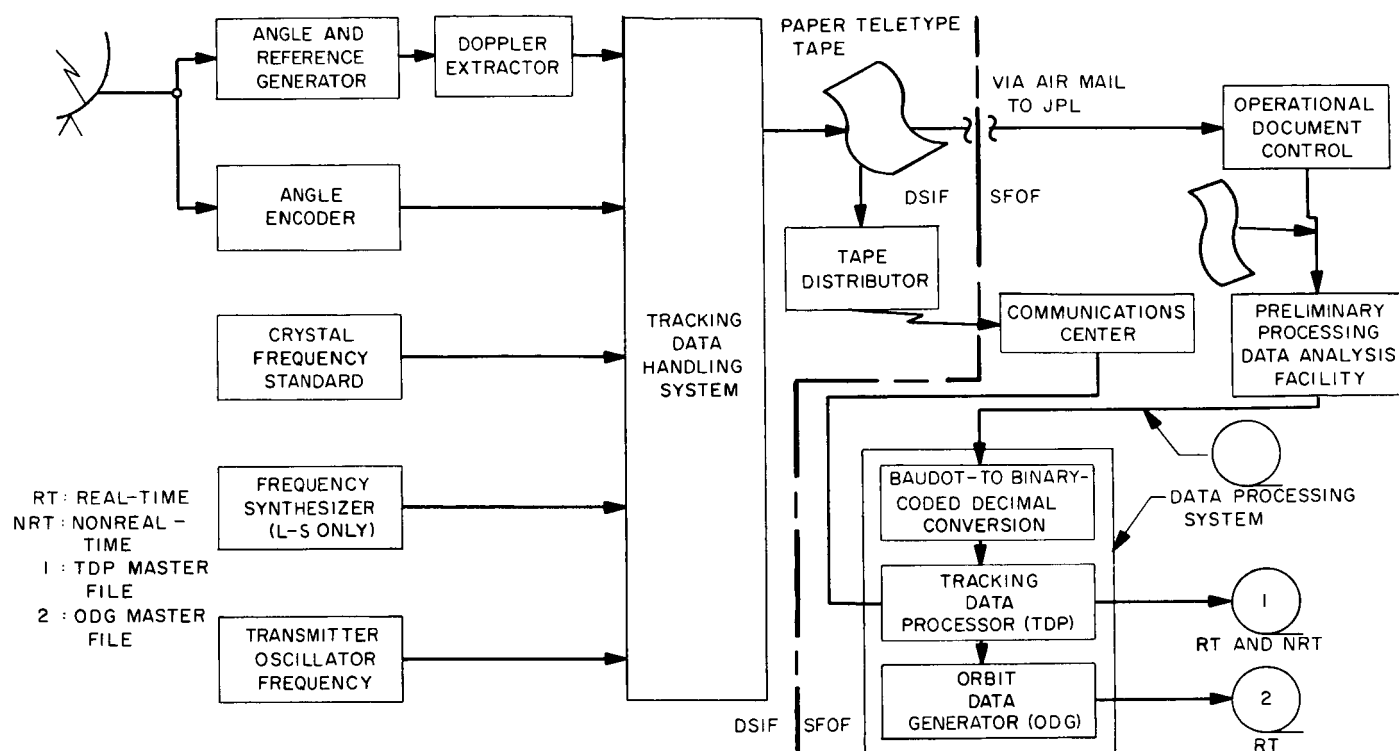 ANGLE AND
REFERENCE
GENERATOR
DOPPLER
EXTRACTOR
ANGLE
ENCODER
CRYSTAL
FREQUENCY
STANDARD
FREQUENCY
SYNTHESIZER
(L-S ONLY)
TRANSMITTER
OSCILLATOR
FREQUENCY
RT: REAL-TIME
NRT: NONREAL-
TIME
1 : TDP MASTER
FILE
2 : ODG MASTER
FILE
TRACKING
DATA
HANDLING
SYSTEM
PAPER TELETYPE
TAPE
VIA AIR MAIL
TO JPL
DSIF
SFOF
TAPE
DISTRIBUTOR
OPERATIONAL
DOCUMENT
CONTROL
COMMUNICATIONS
CENTER
PRELIMINARY
PROCESSING
DATA ANALYSIS
FACILITY
BAUDOT-TO BINARY-
CODED DECIMAL
CONVERSION
DATA PROCESSING
SYSTEM
TRACKING
DATA
PROCESSOR (TDP)
1
RT AND NRT
ORBIT
DATA
GENERATOR (ODG)
2
RT
DSIF
SFOF